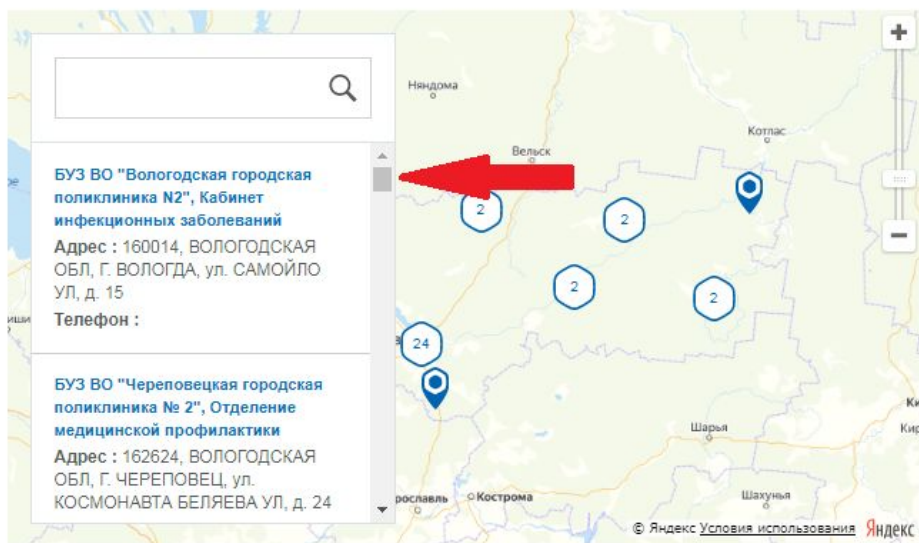 БУЗ ВО "Вологодская городская
поликлиника N2", Кабинет
инфекционных заболеваний
Адрес : 160014, ВОЛОГОДСКАЯ
ОБЛ, Г. ВОЛОГДА, ул. САМОЙЛО
УЛ, д. 15
Телефон :
БУЗ ВО "Череповецкая городская
поликлиника № 2", Отделение
медицинской профилактики
Адрес : 162624, ВОЛОГОДСКАЯ
ОБЛ, Г. ЧЕРЕПОВЕЦ, ул.
КОСМОНАВТА БЕЛЯЕВА УЛ, д. 24
Няндома
Котлас
Вельск
2
2
2
2
24
Шарья
Шахунья
Кострома
© Яндекс Условия использования Яндекс